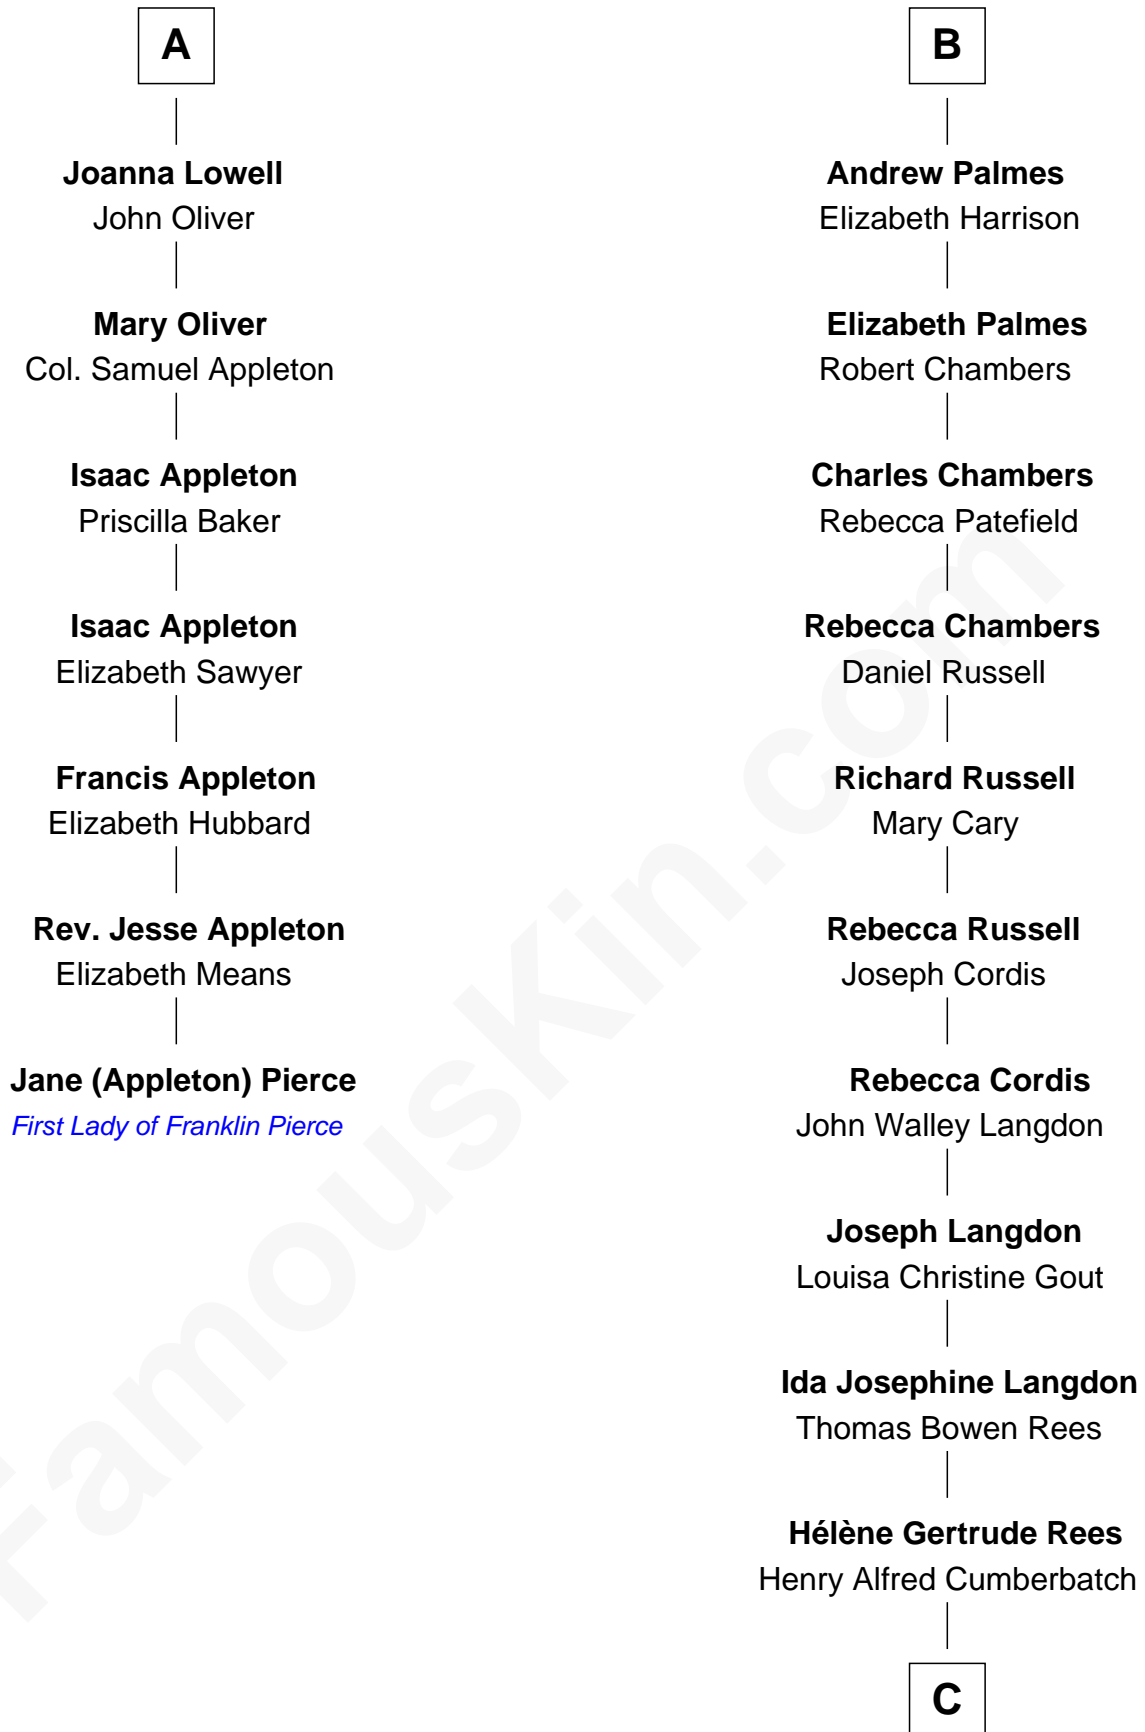 A
Joanna Lowell
John Oliver
Mary Oliver
Col. Samuel Appleton
Isaac Appleton
Priscilla Baker
Isaac Appleton
Elizabeth Sawyer
Francis Appleton
Elizabeth Hubbard
Rev. Jesse Appleton
Elizabeth Means
Jane (Appleton) Pierce
First Lady of Franklin Pierce
B
Andrew Palmes
Elizabeth Harrison
Elizabeth Palmes
Robert Chambers
Charles Chambers
Rebecca Patefield
Rebecca Chambers
Daniel Russell
Richard Russell
Mary Cary
Rebecca Russell
Joseph Cordis
Rebecca Cordis
John Walley Langdon
Joseph Langdon
Louisa Christine Gout
Ida Josephine Langdon
Thomas Bowen Rees
Hélène Gertrude Rees
Henry Alfred Cumberbatch
C
FamousKin.com